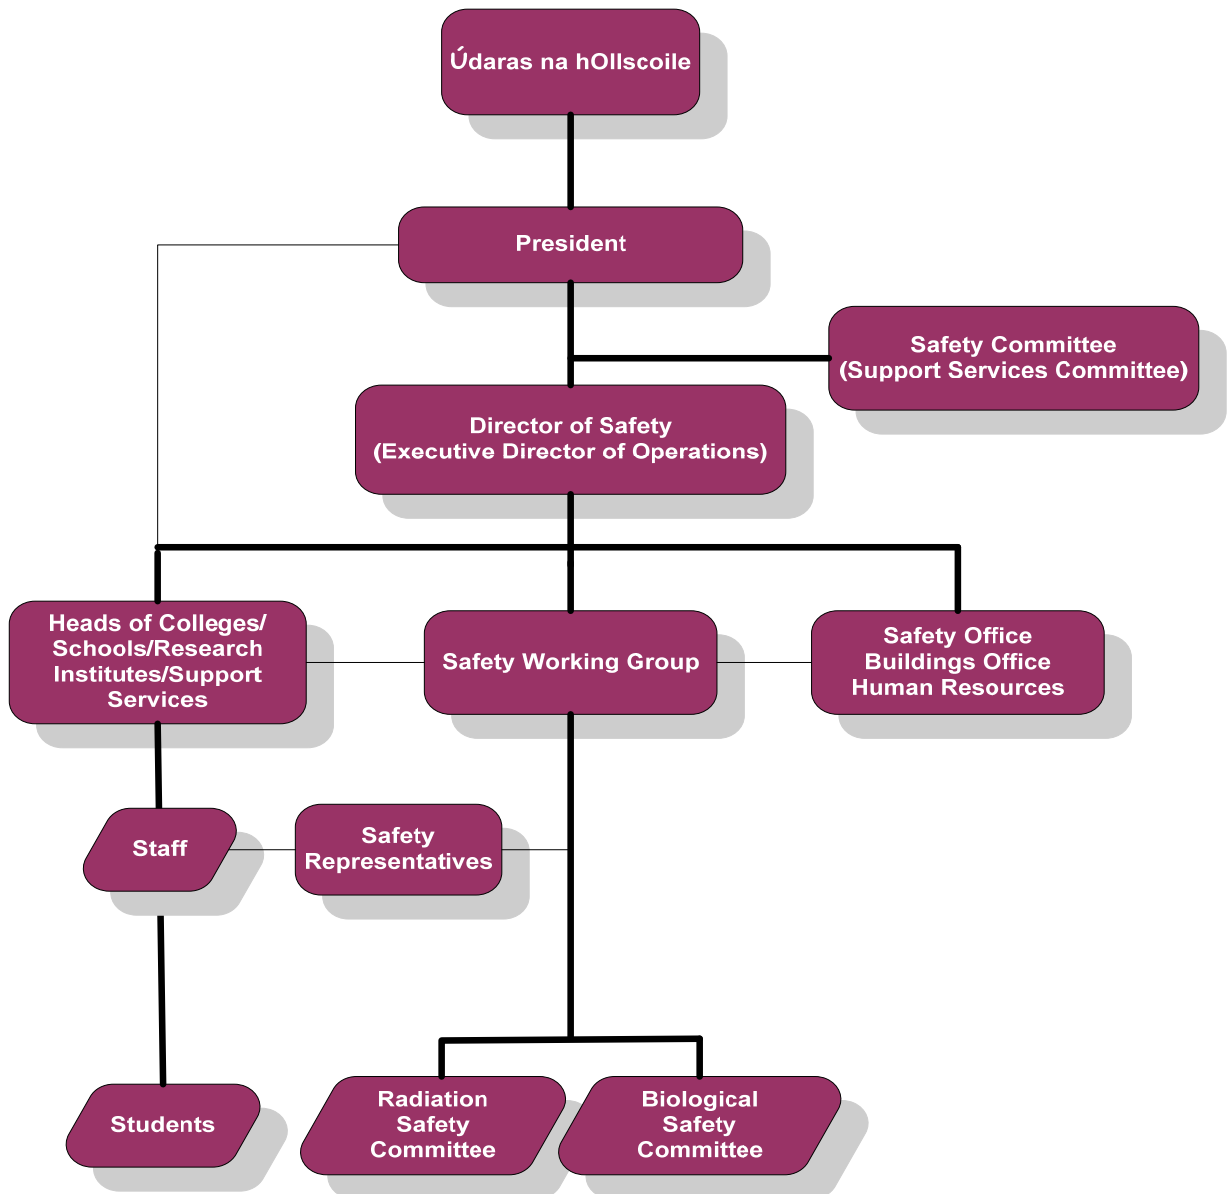 Údaras na hOllscoile
President
Safety Committee
(Support Services Committee)
Director of Safety
(Executive Director of Operations)
Heads of Colleges/
Schools/Research
Institutes/Support
Services
Safety Working Group
Safety Office
Buildings Office
Human Resources
Staff
Safety
Representatives
Students
Radiation
Safety
Committee
Biological
Safety
Committee